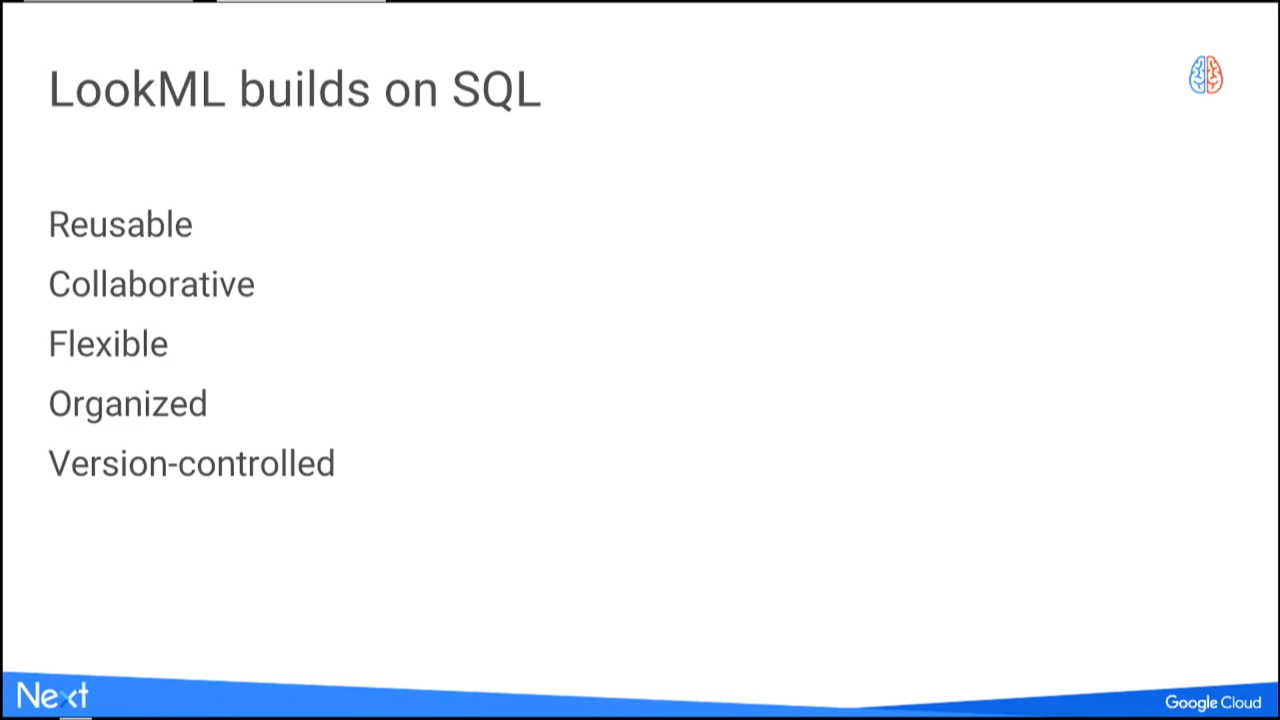 LookML builds on SQL
Reusable
Collaborative
Flexible
Organized
Version-controlled
Next
Google Cloud